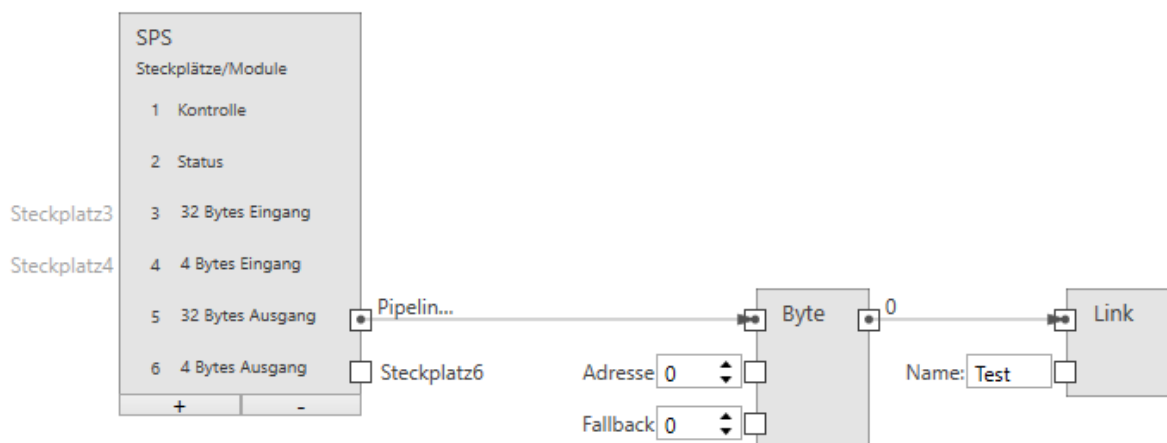 SPS
Steckplätze/Module
1 Kontrolle
2 Status
Steckplatz3 3 32 Bytes Eingang
Steckplatz4 4 4 Bytes Eingang
5 32 Bytes Ausgang Pipelin... Byte 0 Link
6 4 Bytes Ausgang Steckplatz6 Adresse 0 Name: Test
+ -
Fallback 0